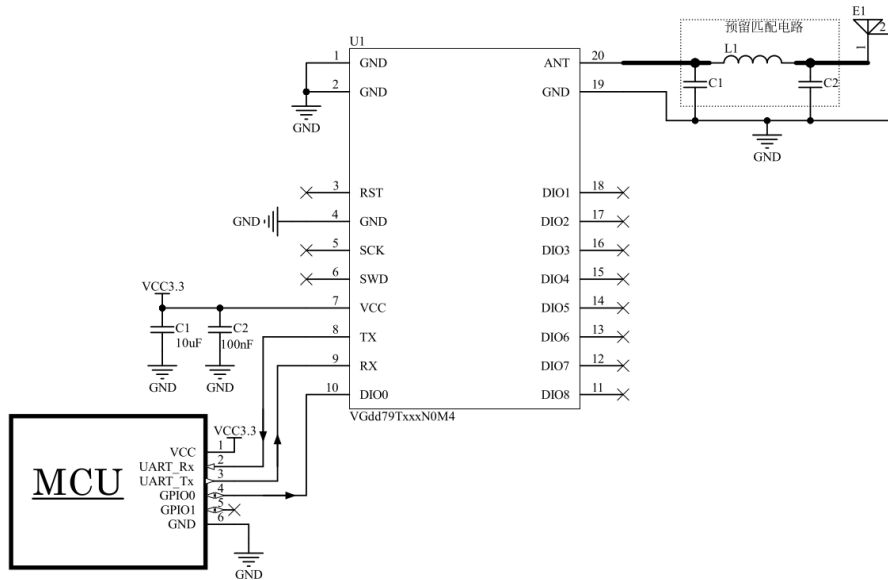 E1
预留匹配电路
2
U1
L1
1
1
GND
ANT
20
C1
C2
2
GND
GND
19
GND
GND
3
RST
DIO1
18
GND
4
GND
DIO2
17
5
SCK
DIO3
16
6
SWD
DIO4
15
VCC3.3
7
VCC
DIO5
14
C1
10uF
C2
100nF
8
TX
DIO6
13
9
RX
DIO7
12
GND
GND
10
DIO0
DIO8
11
VGdd79TxxxN0M4
VCC3.3
MCU
VCC
1
UART_Rx
2
UART_Tx
3
GPIO0
4
GPIO1
5
GND
6
GND